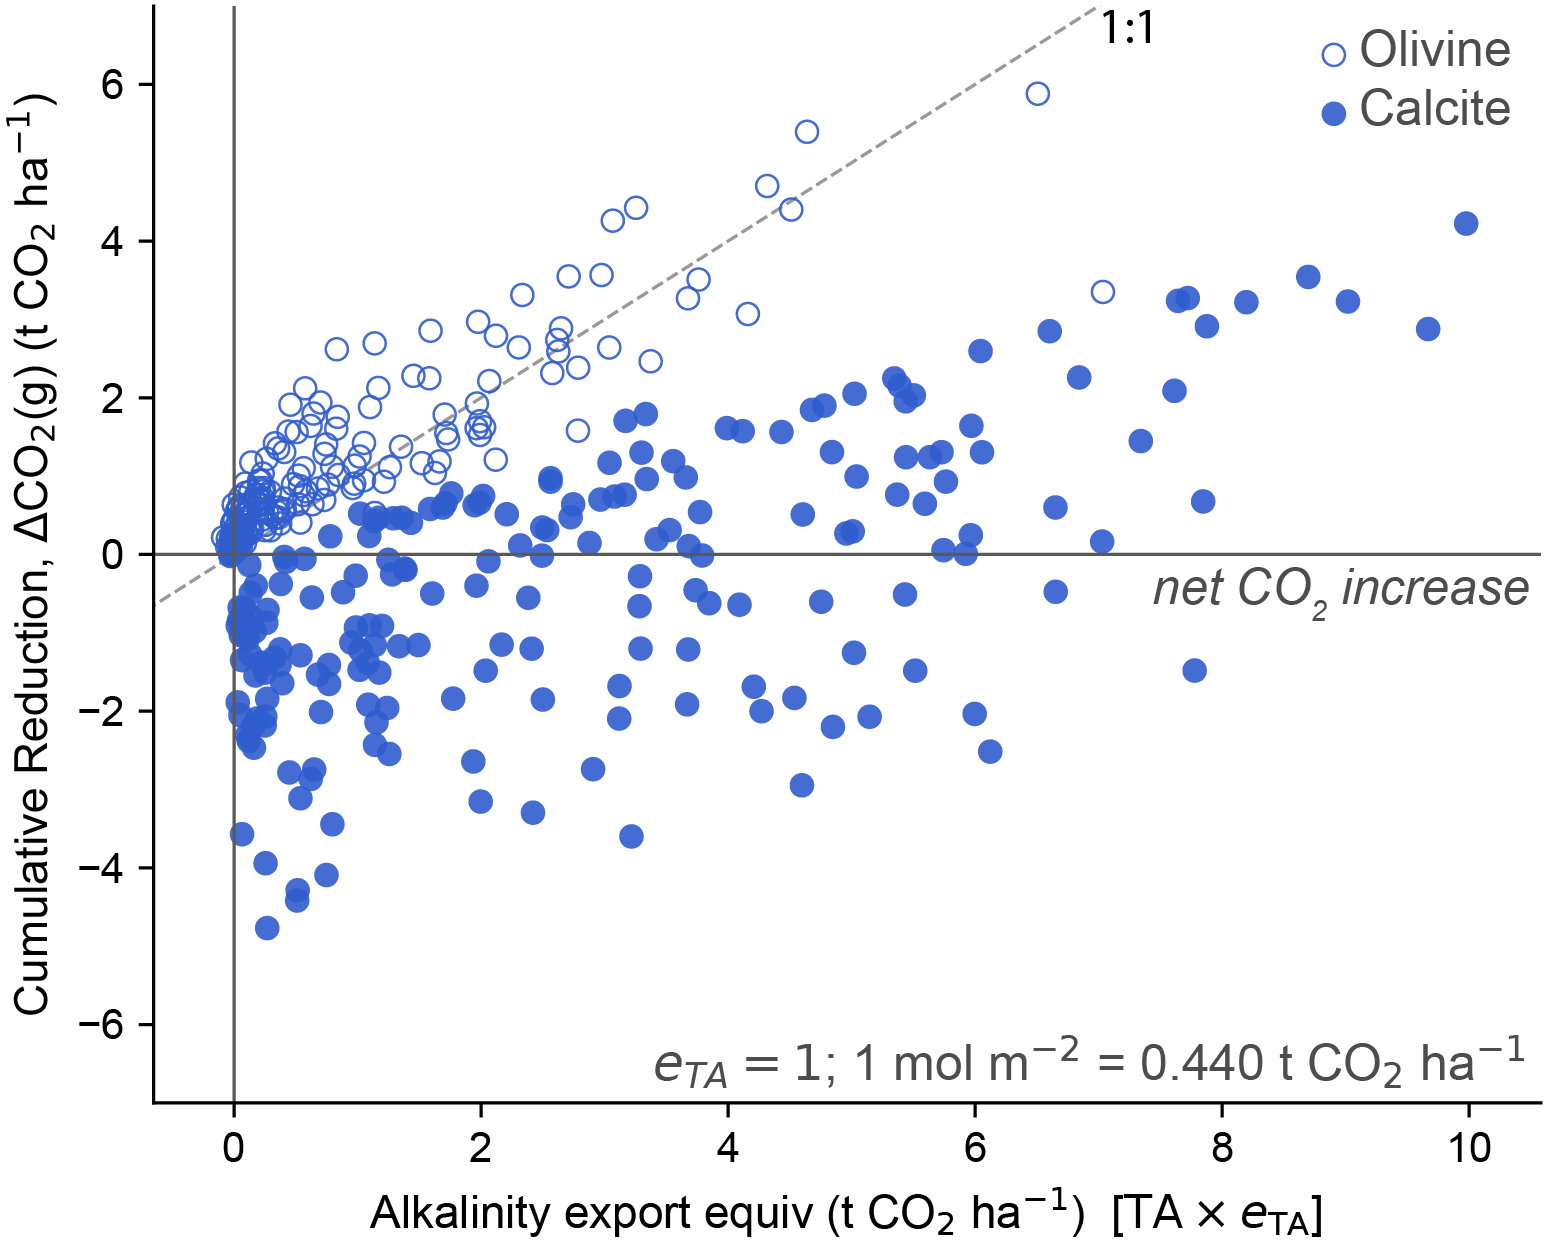 1:1
Olivine
Calcite
6
4
2
0
−2
−4
−6
Cumulative Reduction, ΔCO₂(g) (t CO₂ ha⁻¹)
net CO₂ increase
e_TA = 1; 1 mol m⁻² = 0.440 t CO₂ ha⁻¹
0 2 4 6 8 10
Alkalinity export equiv (t CO₂ ha⁻¹) [TA × e_TA]